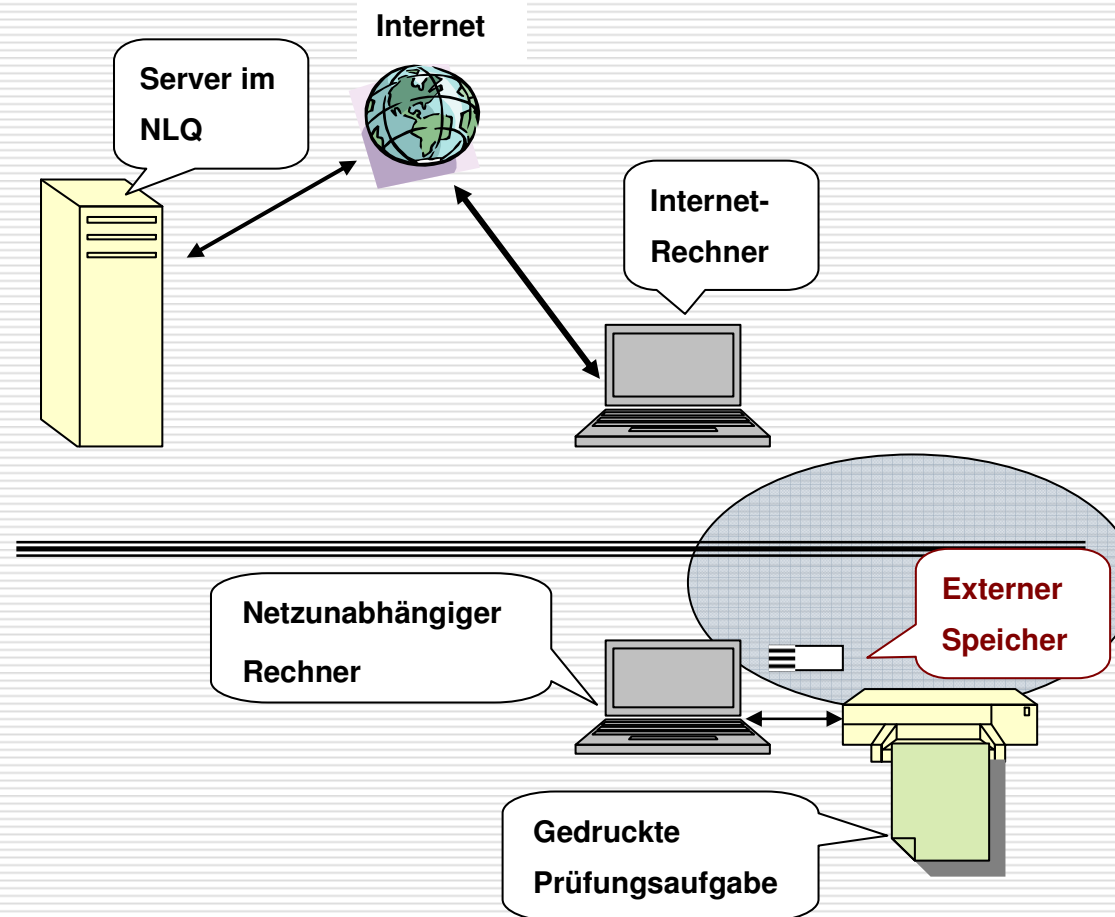 Internet
Server im
NLQ
Internet-
Rechner
Netzunabhängiger
Rechner
Externer
Speicher
Gedruckte
Prüfungsaufgabe